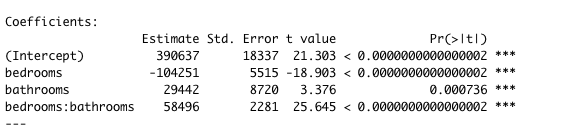 Coefficients:
Estimate Std. Error t value Pr(>|t|)
(Intercept) 390637 18337 21.303 < 0.0000000000000002 ***
bedrooms -104251 5515 -18.903 < 0.0000000000000002 ***
bathrooms 29442 8720 3.376 0.000736 ***
bedrooms:bathrooms 58496 2281 25.645 < 0.0000000000000002 ***
---